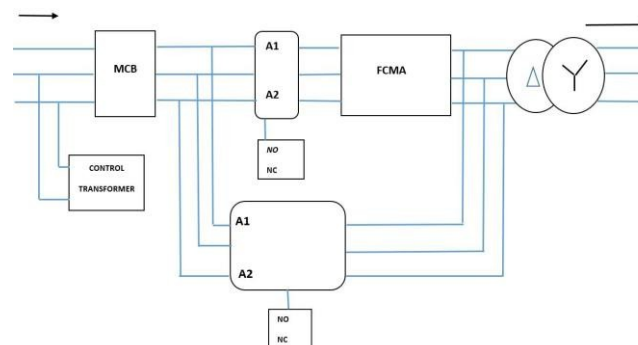 MCB
A1
A2
FCMA
NO
NC
CONTROL
TRANSFORMER
A1
A2
NO
NC